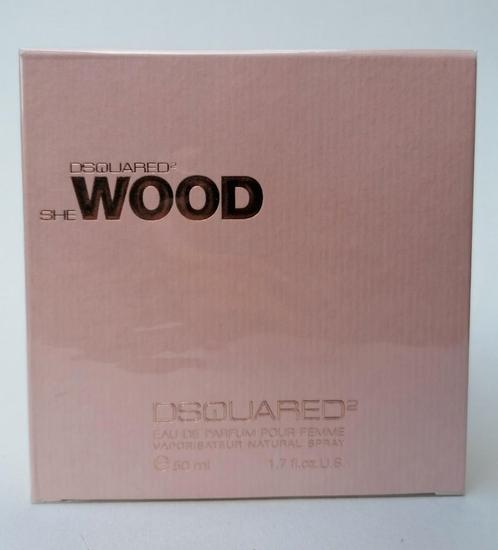 DSQUARED²
SHE WOOD
DSQUARED²
EAU DE PARFUM POUR FEMME
VAPORISATEUR NATURAL SPRAY
℮ 50 ml 1.7 fl.oz.U.S.